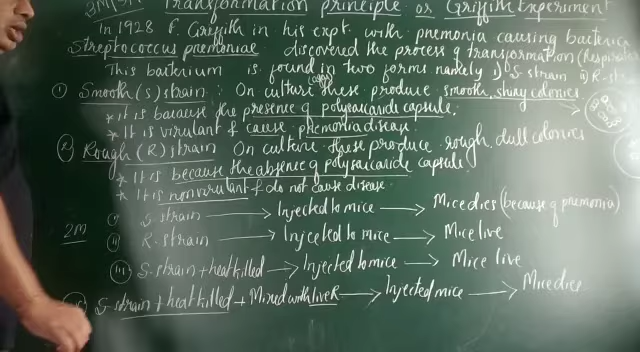 3M/5M Transformation principle or Griffith Experiment
In 1928 F. Griffith in his expt. with pnemonia causing bacteria
Streptococcus pnemoniae discovered the process of transformation (Respirato
This bacterium is found in two forms namely i) S-strain ii) R-st
① Smooth (s) strain : On culture these produce smooth, shiny colonies
* it is bacause the presence of polysaccaride capsule.
* It is virulant & cause phemonia disease.
② Rough (R) strain On culture these produce rough, dull colonies
* It is because the absence of polysaccaride capsule.
* It is nonvirulant & do not cause disease.
2M
i) S-strain → Injected to mice → Mice dies (because of pnemonia)
ii) R-strain → Injected to mice → Mice live
iii) S-strain + heat killed → Injected to mice → Mice live
S-strain + heat killed + Mixed with live R → Injected mice → Mice dies